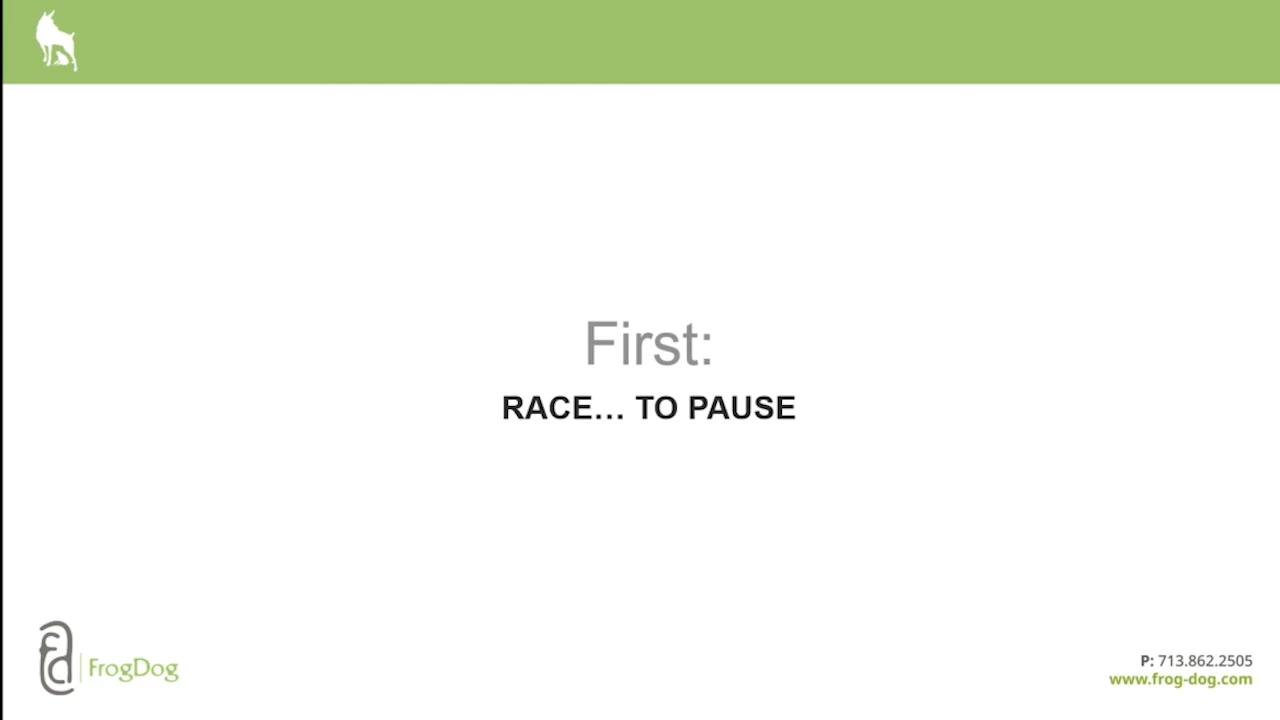 First:
RACE... TO PAUSE
FrogDog
P: 713.862.2505
www.frog-dog.com